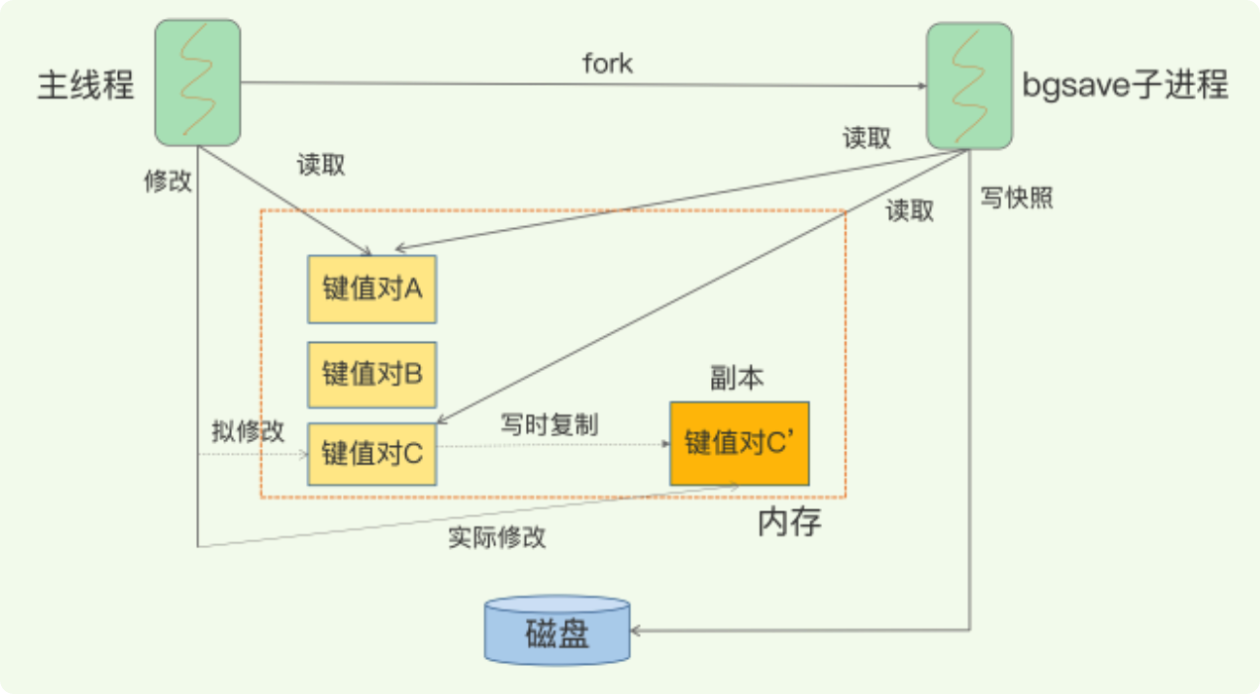 fork
主线程
bgsave子进程
读取
读取
修改
写快照
读取
键值对A
键值对B
副本
拟修改
写时复制
键值对C
键值对C’
内存
实际修改
磁盘